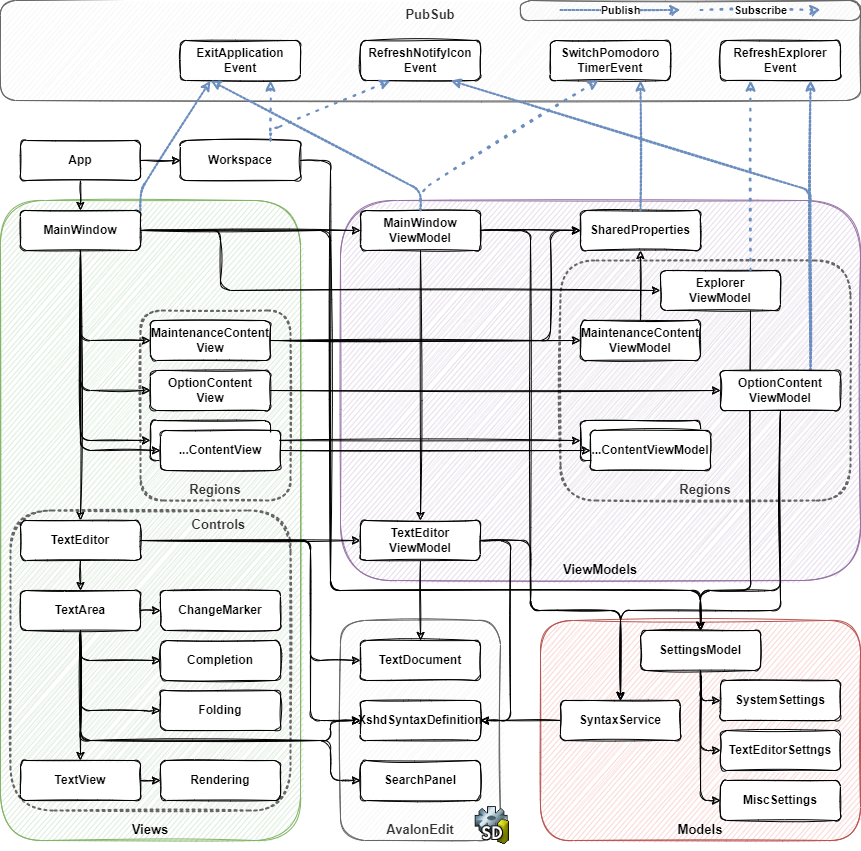 PubSub
Publish
Subscribe
ExitApplication
Event
RefreshNotifyIcon
Event
SwitchPomodoro
TimerEvent
RefreshExplorer
Event
App
Workspace
MainWindow
MainWindow
ViewModel
SharedProperties
Explorer
ViewModel
MaintenanceContent
View
MaintenanceContent
ViewModel
OptionContent
View
OptionContent
ViewModel
...ContentView
...ContentViewModel
Regions
Regions
Controls
TextEditor
TextEditor
ViewModel
ViewModels
TextArea
ChangeMarker
Completion
TextDocument
SettingsModel
Folding
XshdSyntaxDefinition
SyntaxService
SystemSettings
TextEditorSettngs
TextView
Rendering
SearchPanel
MiscSettings
Views
AvalonEdit
SD
Models